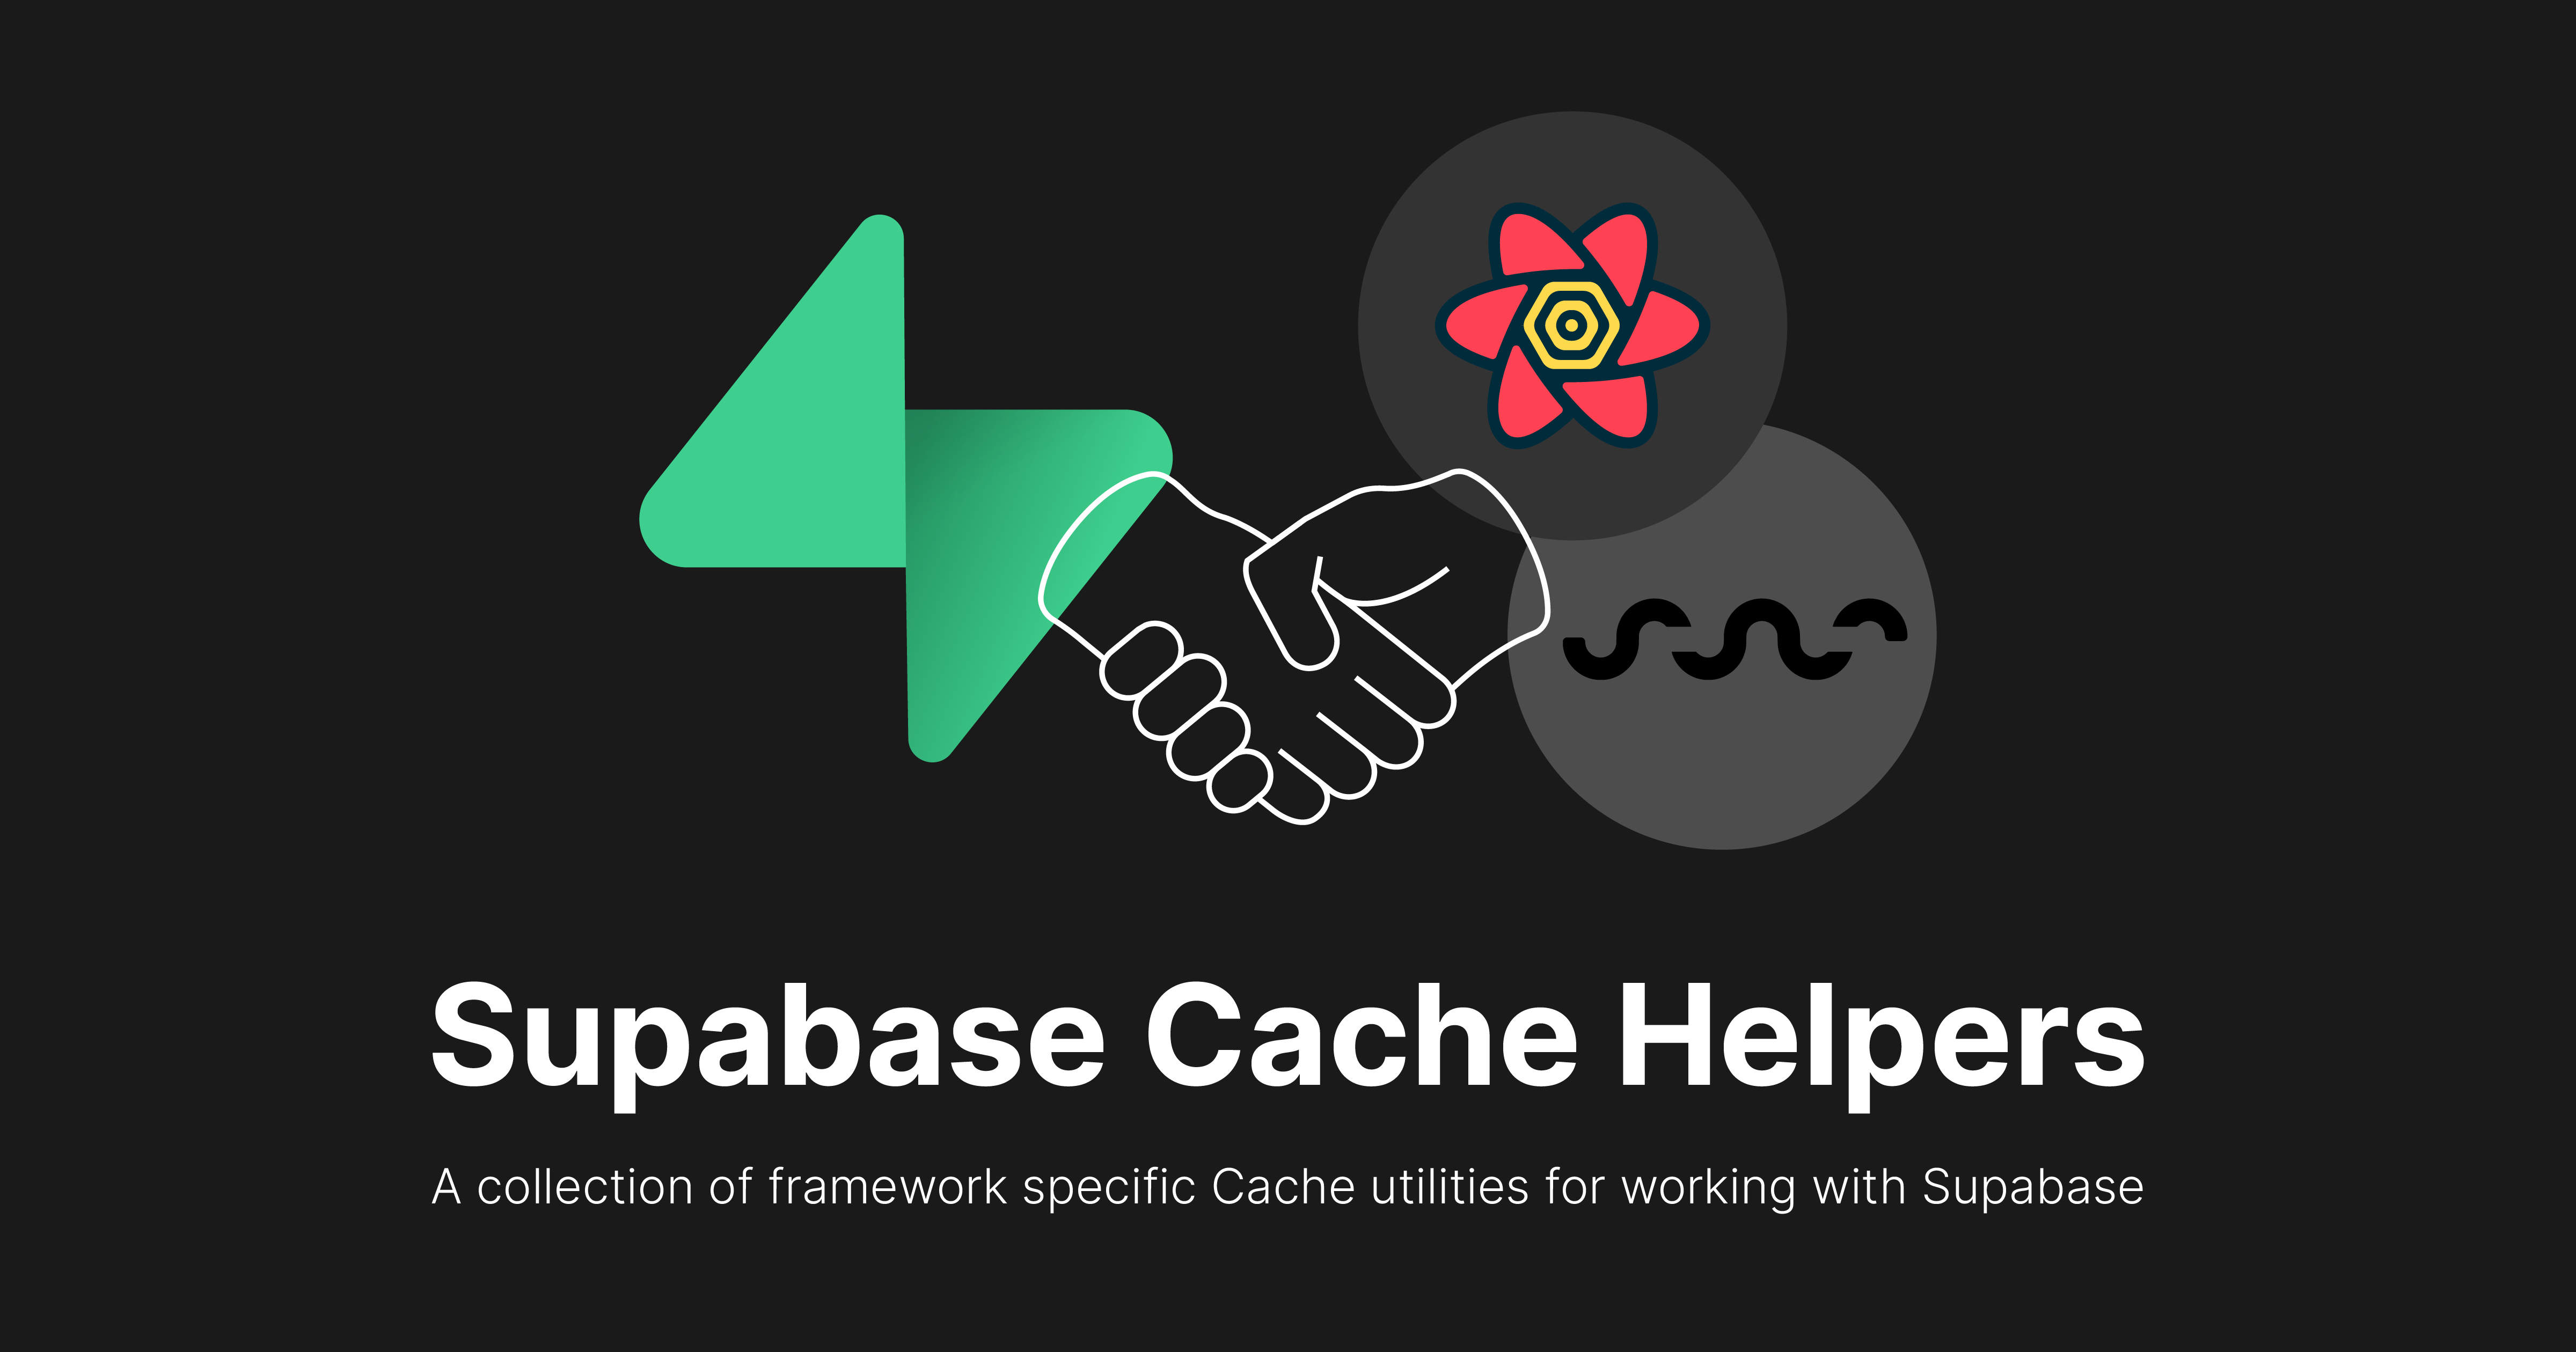 Supabase Cache Helpers
A collection of framework specific Cache utilities for working with Supabase